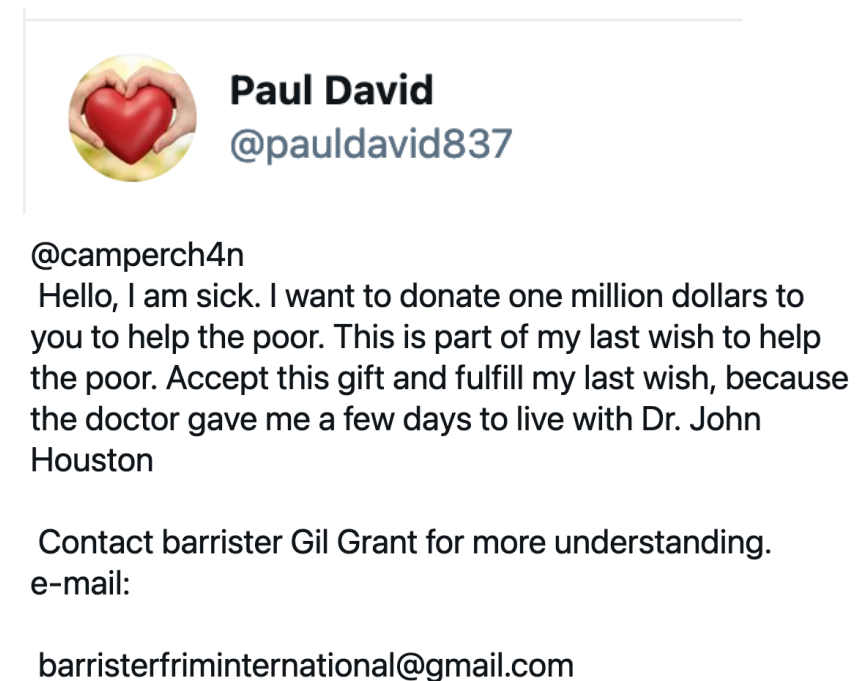 Paul David
@pauldavid837
@camperch4n
Hello, I am sick. I want to donate one million dollars to
you to help the poor. This is part of my last wish to help
the poor. Accept this gift and fulfill my last wish, because
the doctor gave me a few days to live with Dr. John
Houston
Contact barrister Gil Grant for more understanding.
e-mail:
barristerfriminternational@gmail.com